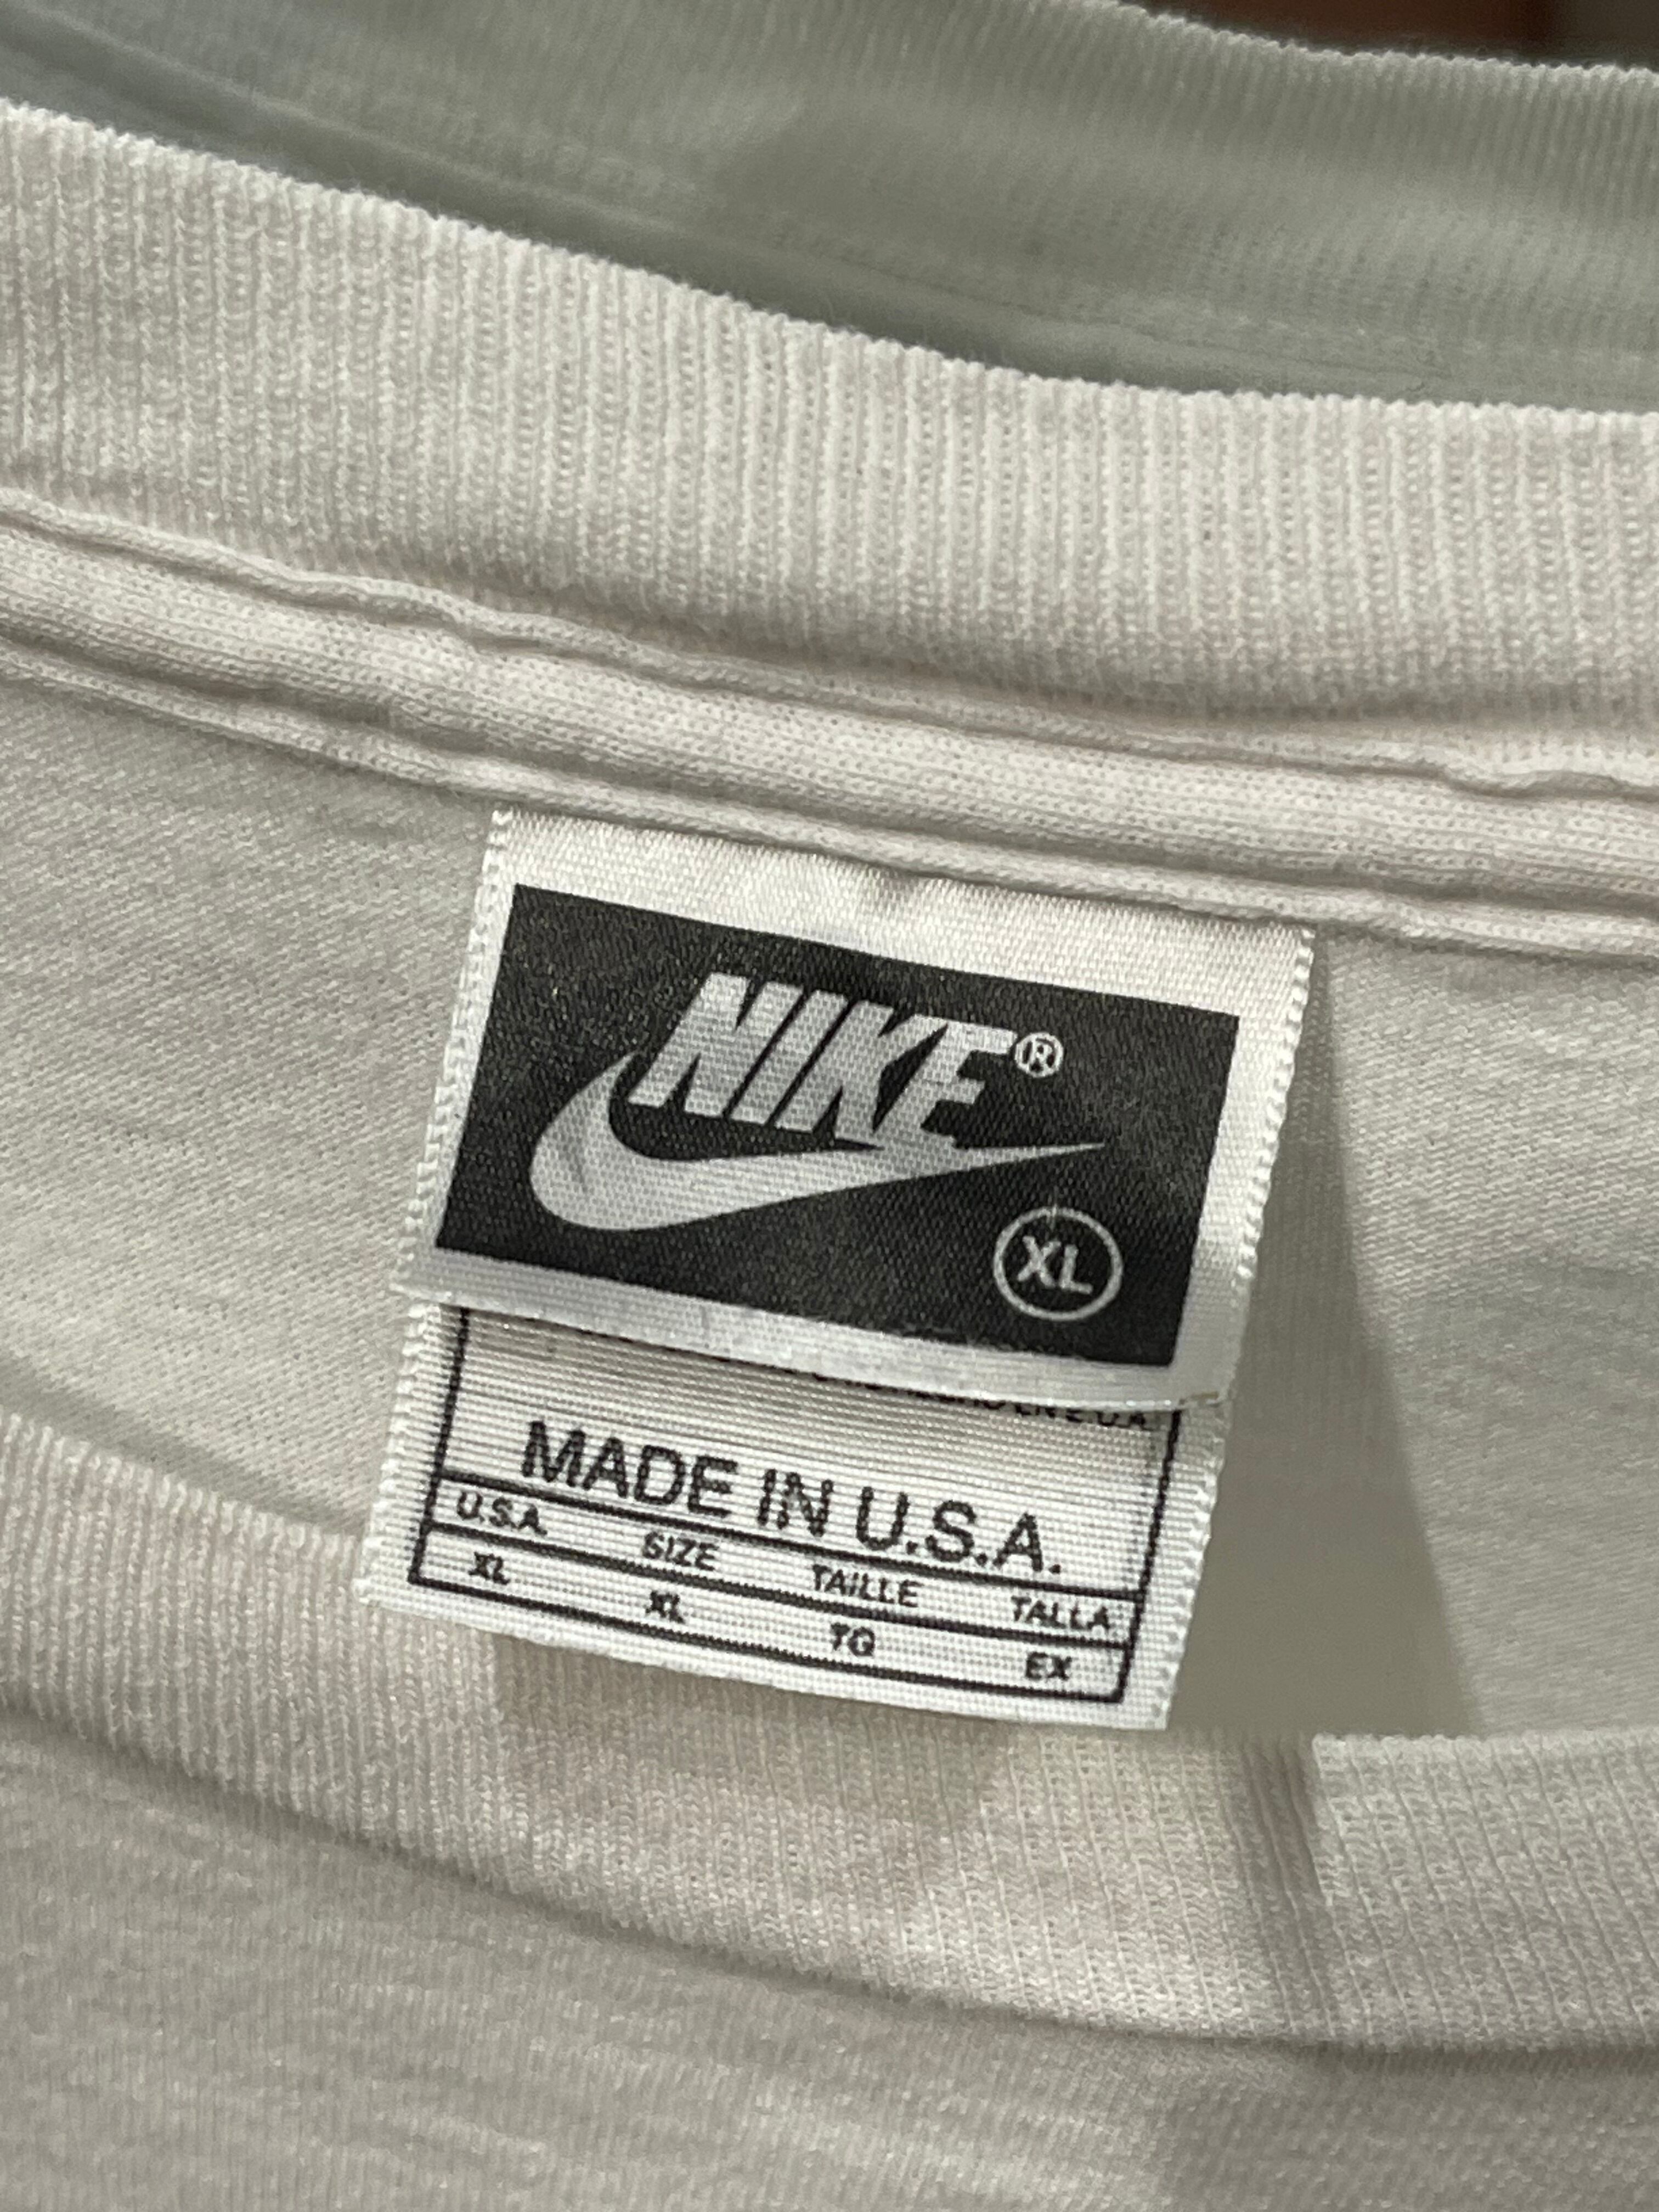 NIKE®
XL
MADE IN U.S.A.
U.S.A. SIZE TAILLE TALLA
XL XL TG EX